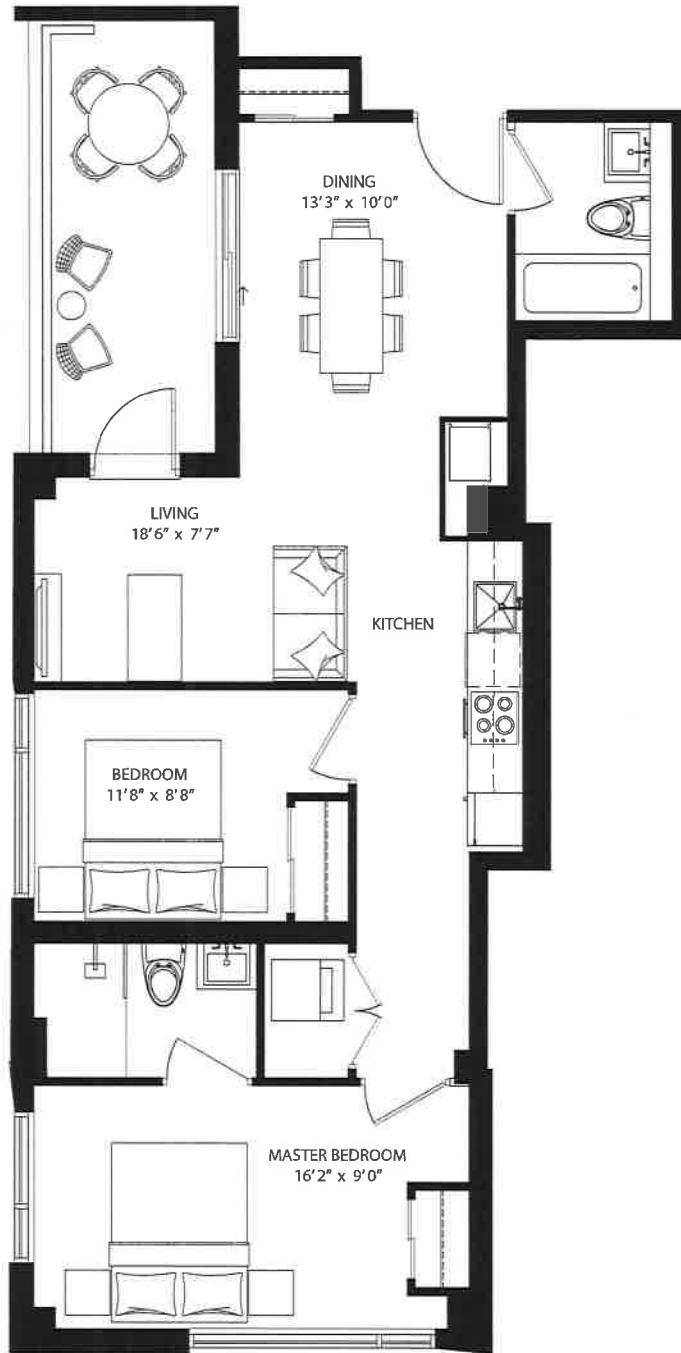 DINING
13'3" x 10'0"
LIVING
18'6" x 7'7"
KITCHEN
BEDROOM
11'8" x 8'8"
MASTER BEDROOM
16'2" x 9'0"